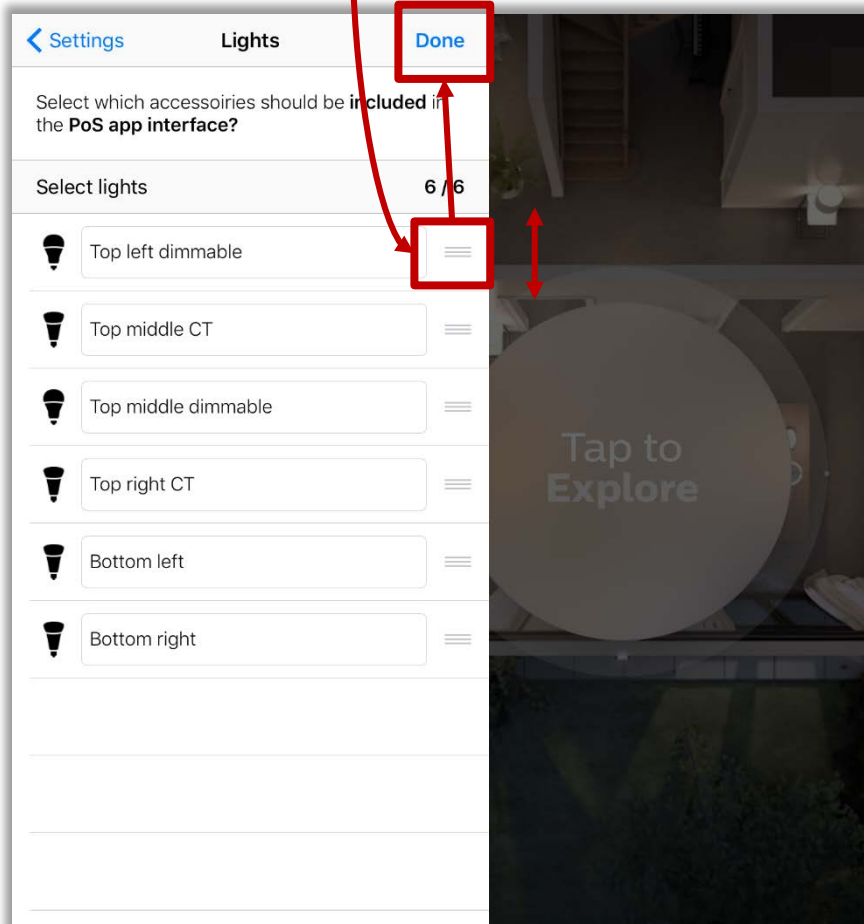 Settings
Lights
Done
Select which accessoiries should be included in
the PoS app interface?
Select lights
6 / 6
Top left dimmable
Top middle CT
Top middle dimmable
Top right CT
Bottom left
Bottom right
Tap to
Explore